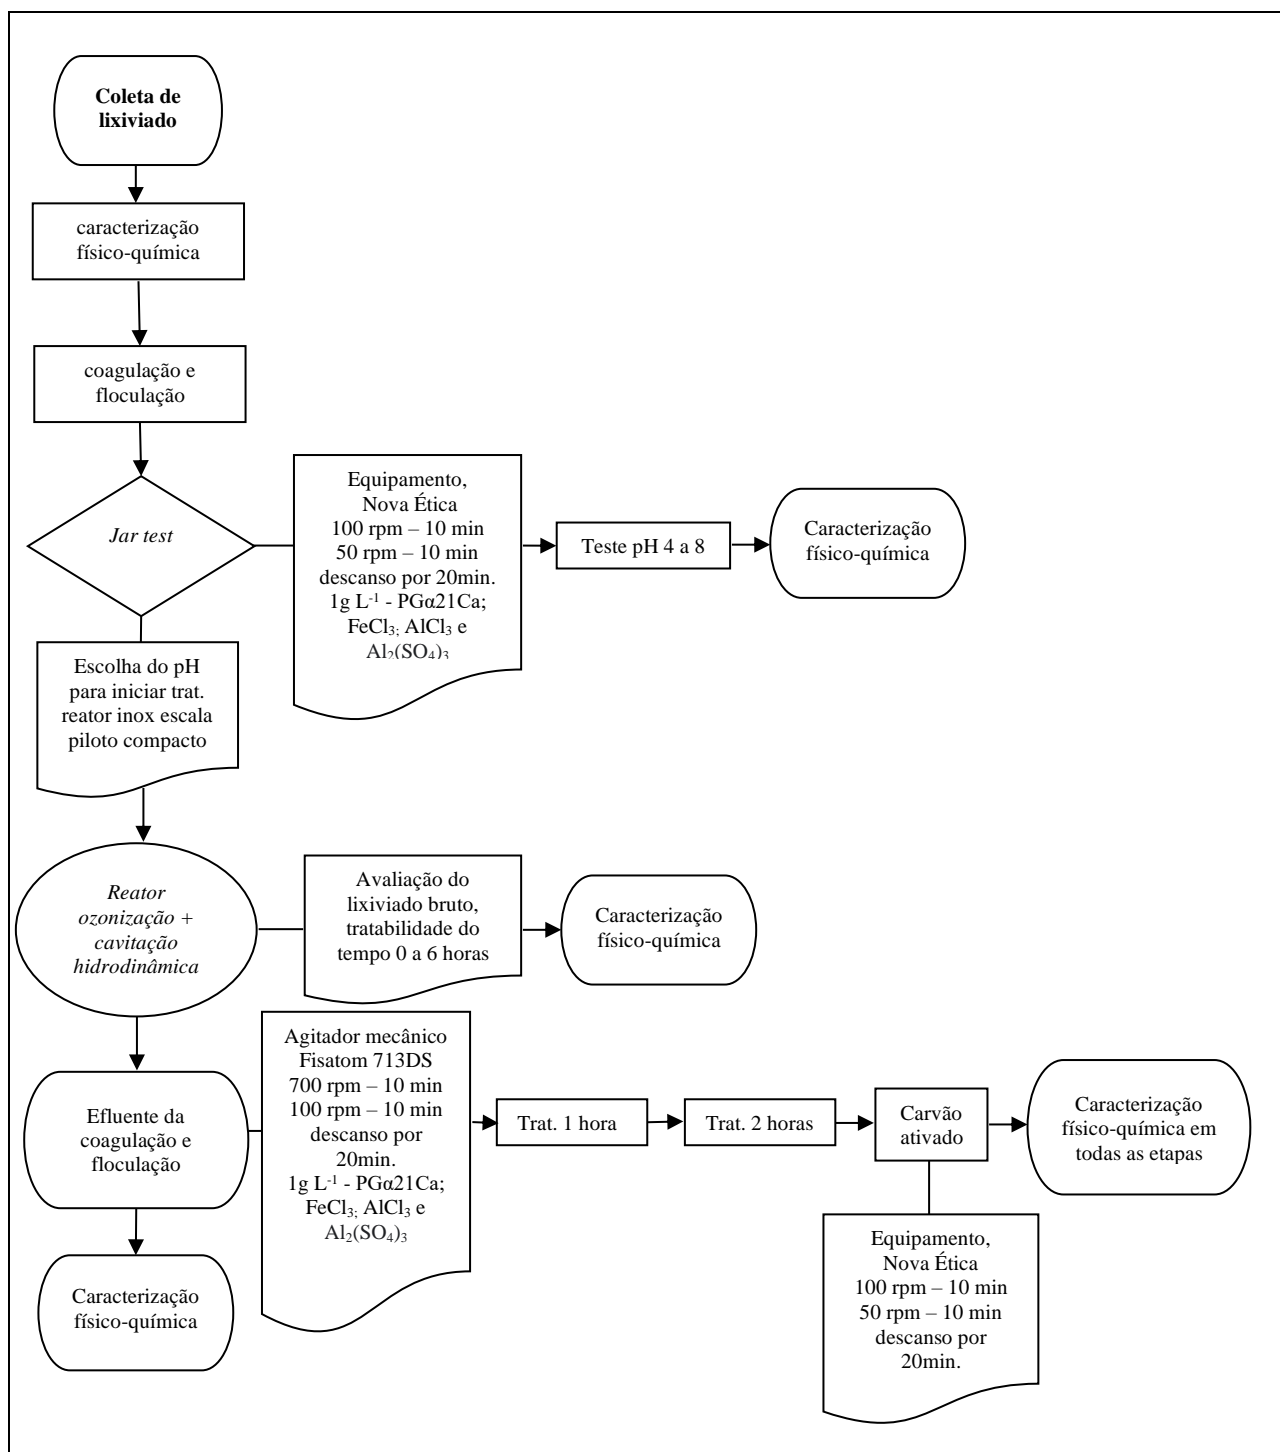 Coleta de
lixiviado
caracterização
físico-química
coagulação e
floculação
Jar test
Equipamento,
Nova Ética
100 rpm – 10 min
50 rpm – 10 min
descanso por 20min.
1g L⁻¹ - PGα21Ca;
FeCl₃; AlCl₃ e
Al₂(SO₄)₃
Teste pH 4 a 8
Caracterização
físico-química
Escolha do pH
para iniciar trat.
reator inox escala
piloto compacto
Reator
ozonização +
cavitação
hidrodinâmica
Avaliação do
lixiviado bruto,
tratabilidade do
tempo 0 a 6 horas
Caracterização
físico-química
Efluente da
coagulação e
floculação
Agitador mecânico
Fisatom 713DS
700 rpm – 10 min
100 rpm – 10 min
descanso por
20min.
1g L⁻¹ - PGα21Ca;
FeCl₃; AlCl₃ e
Al₂(SO₄)₃
Trat. 1 hora
Trat. 2 horas
Carvão
ativado
Caracterização
físico-química em
todas as etapas
Caracterização
físico-química
Equipamento,
Nova Ética
100 rpm – 10 min
50 rpm – 10 min
descanso por
20min.